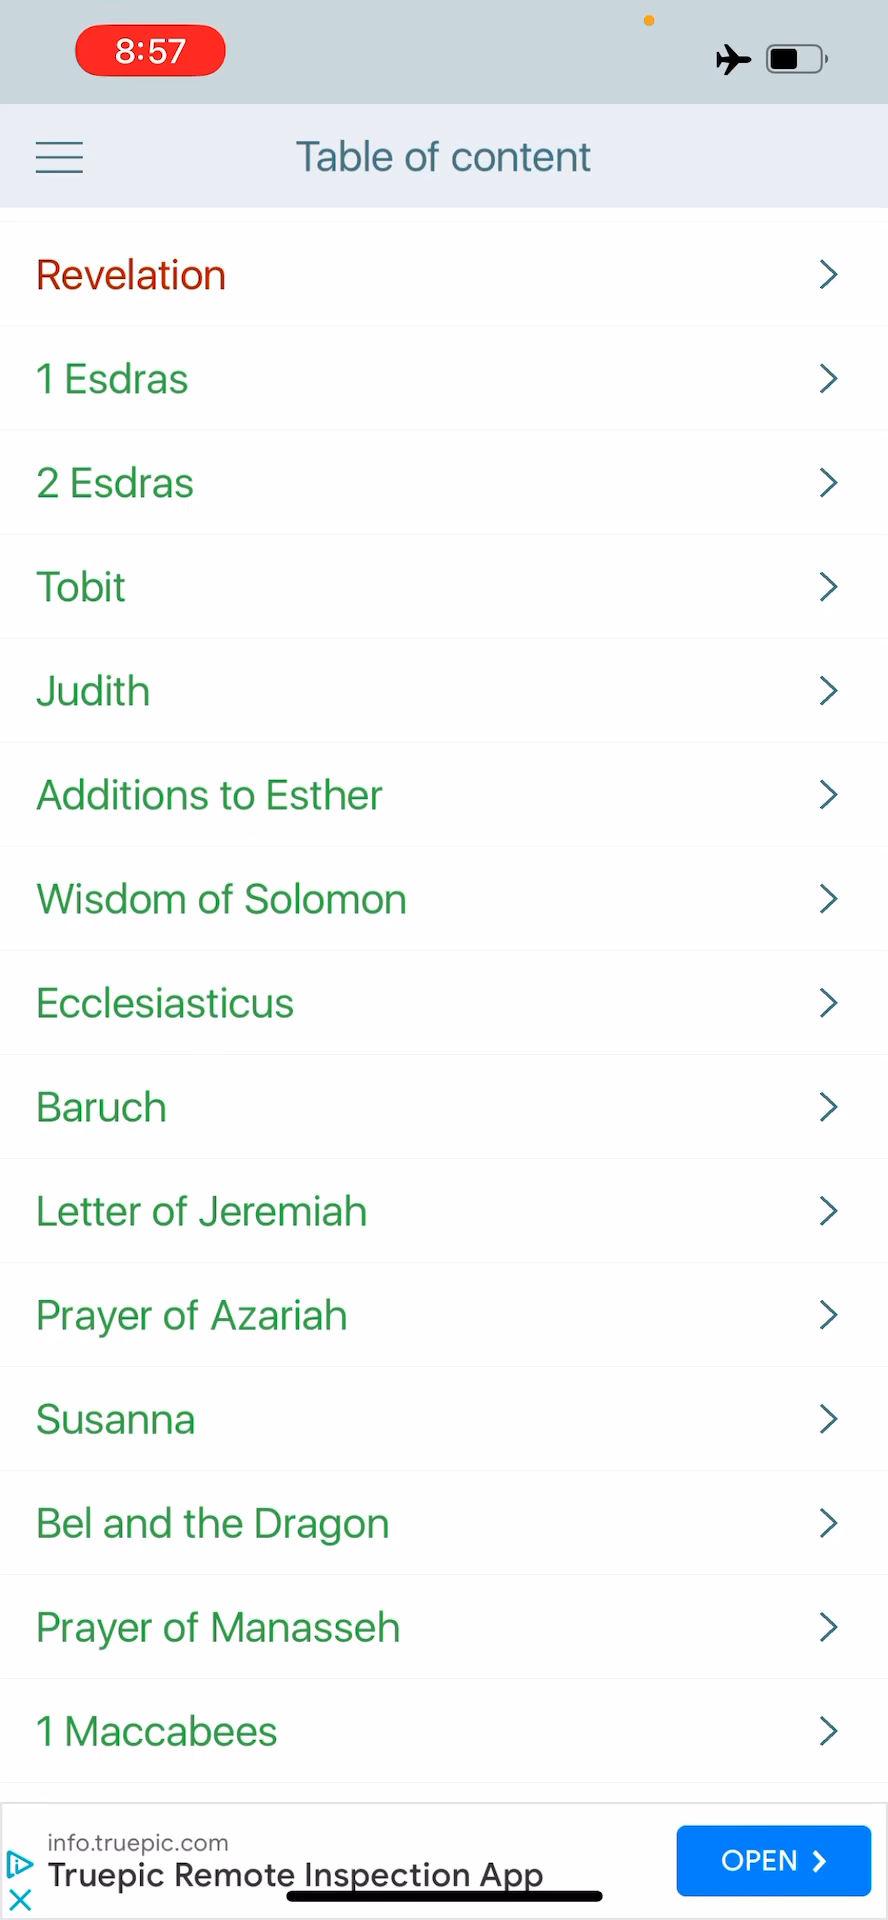 8:57
Table of content
Revelation
1 Esdras
2 Esdras
Tobit
Judith
Additions to Esther
Wisdom of Solomon
Ecclesiasticus
Baruch
Letter of Jeremiah
Prayer of Azariah
Susanna
Bel and the Dragon
Prayer of Manasseh
1 Maccabees
info.truepic.com
Truepic Remote Inspection App
OPEN